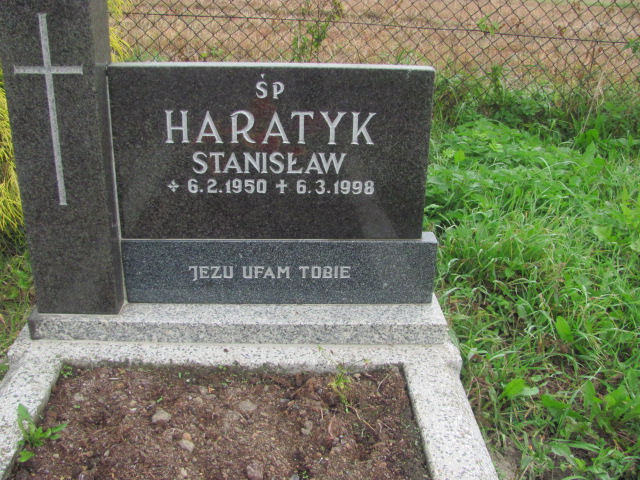 ŚP
HARATYK
STANISŁAW
6.2.1950 ✝ 6.3.1998
JEZU UFAM TOBIE